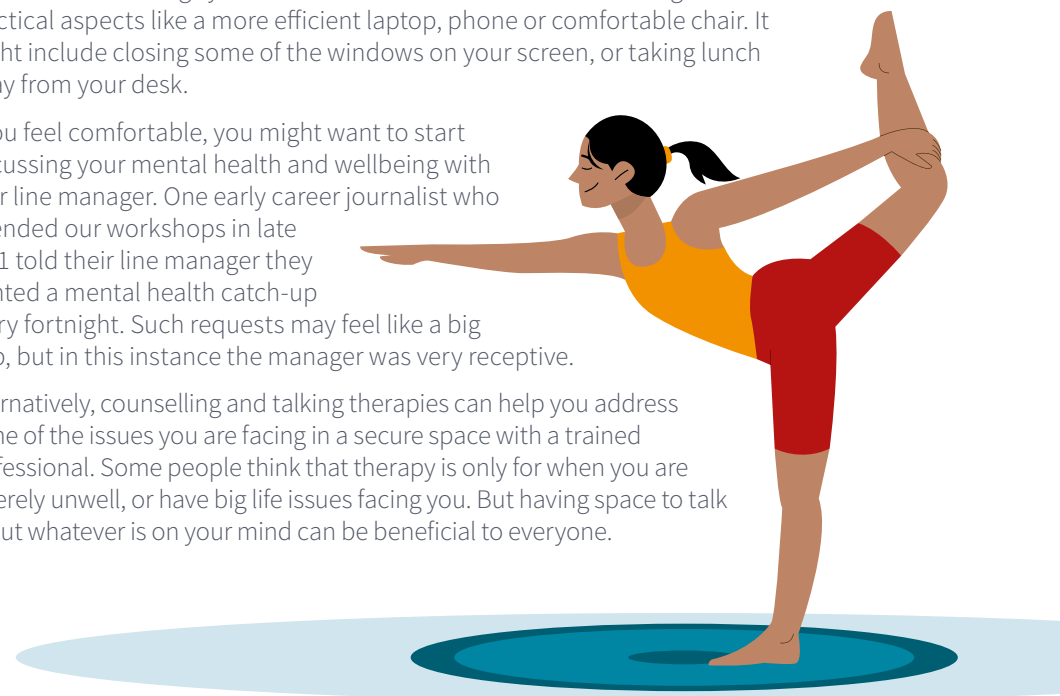 ctical aspects like a more efficient laptop, phone or comfortable chair. It
ht include closing some of the windows on your screen, or taking lunch
y from your desk.
ou feel comfortable, you might want to start
cussing your mental health and wellbeing with
r line manager. One early career journalist who
ended our workshops in late
1 told their line manager they
nted a mental health catch-up
ry fortnight. Such requests may feel like a big
, but in this instance the manager was very receptive.
rnatively, counselling and talking therapies can help you address
ne of the issues you are facing in a secure space with a trained
fessional. Some people think that therapy is only for when you are
erely unwell, or have big life issues facing you. But having space to talk
ut whatever is on your mind can be beneficial to everyone.